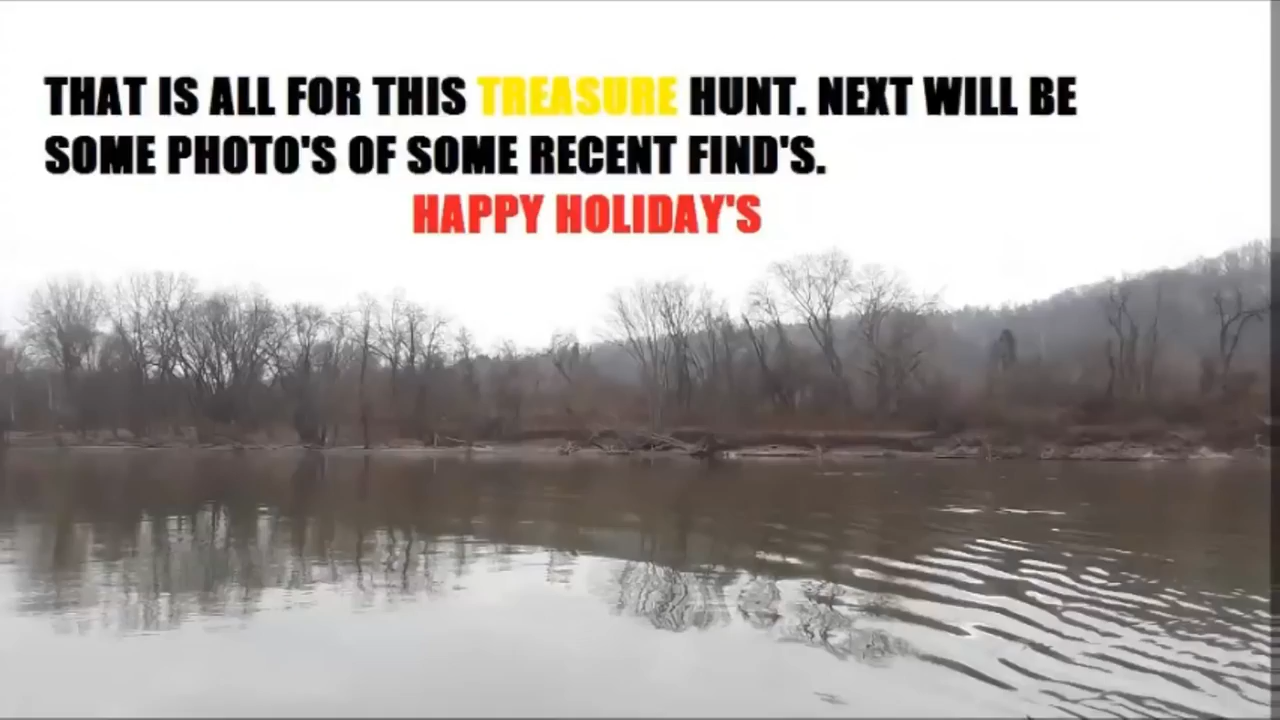 THAT IS ALL FOR THIS TREASURE HUNT. NEXT WILL BE
SOME PHOTO'S OF SOME RECENT FIND'S.
HAPPY HOLIDAY'S